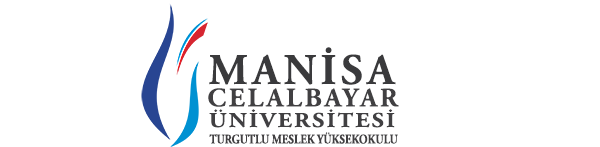 MANİSA
CELALBAYAR
ÜNİVERSİTESİ
TURGUTLU MESLEK YÜKSEKOKULU